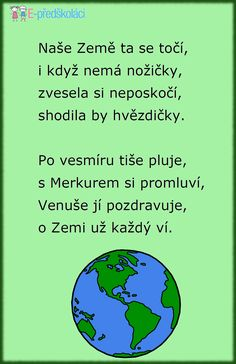 E-předškoláci
Naše Země ta se točí,
i když nemá nožičky,
zvesela si neposkočí,
shodila by hvězdičky.
Po vesmíru tiše pluje,
s Merkurem si promluví,
Venuše jí pozdravuje,
o Zemi už každý ví.